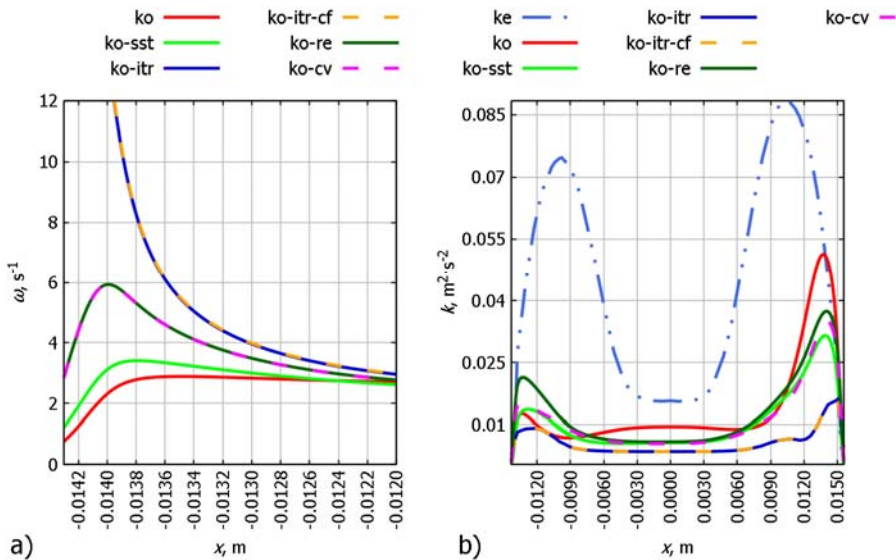 ko
ko-sst
ko-itr
ko-itr-cf
ko-re
ko-cv
12
10
8
6
4
2
0
ω, s⁻¹
-0.0142
-0.0140
-0.0138
-0.0136
-0.0134
-0.0132
-0.0130
-0.0128
-0.0126
-0.0124
-0.0122
-0.0120
x, m
a)
ke
ko
ko-sst
ko-itr
ko-itr-cf
ko-re
ko-cv
0.085
0.07
0.055
0.04
0.025
0.01
k, m²·s⁻²
-0.0120
-0.0090
-0.0060
-0.0030
0.0000
0.0030
0.0060
0.0090
0.0120
0.0150
x, m
b)